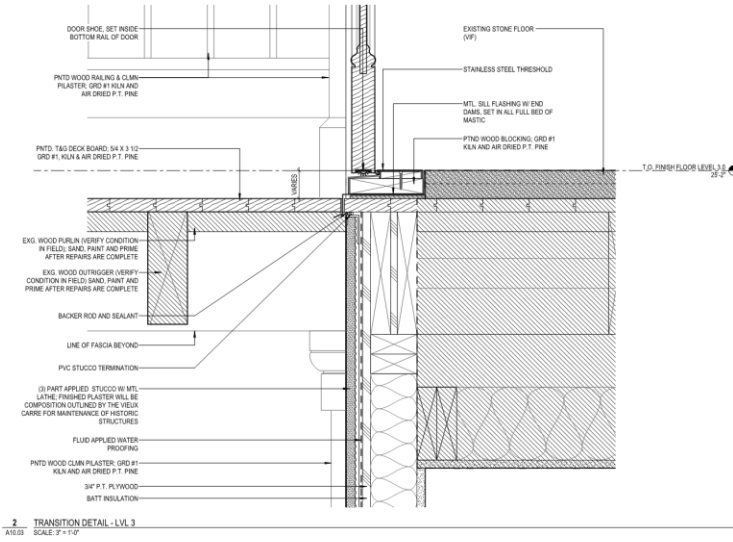 DOOR SHOE, SET INSIDE
BOTTOM RAIL OF DOOR
PNTD WOOD RAILING & CLMN
PILASTER; GRD #1 KILN AND
AIR DRIED P.T. PINE
PNTD. T&G DECK BOARD; 5/4 X 3 1/2
GRD #1, KILN & AIR DRIED P.T. PINE
VARIES
EXG. WOOD PURLIN (VERIFY CONDITION
IN FIELD); SAND, PAINT AND PRIME
AFTER REPAIRS ARE COMPLETE
EXG. WOOD OUTRIGGER (VERIFY
CONDITION IN FIELD) SAND, PAINT AND
PRIME AFTER REPAIRS ARE COMPLETE
BACKER ROD AND SEALANT
LINE OF FASCIA BEYOND
PVC STUCCO TERMINATION
(3) PART APPLIED STUCCO W/ MTL
LATHE; FINISHED PLASTER WILL BE
COMPOSITION OUTLINED BY THE VIEUX
CARRE FOR MAINTENANCE OF HISTORIC
STRUCTURES
FLUID APPLIED WATER
PROOFING
PNTD WOOD CLMN PILASTER; GRD #1
KILN AND AIR DRIED P.T. PINE
3/4" P.T. PLYWOOD
BATT INSULATION
EXISTING STONE FLOOR
(VIF)
STAINLESS STEEL THRESHOLD
MTL. SILL FLASHING W/ END
DAMS, SET IN ALL FULL BED OF
MASTIC
PTND WOOD BLOCKING; GRD #1
KILN AND AIR DRIED P.T. PINE
T.O. FINISH FLOOR LEVEL 3.0
25'-2"
2 TRANSITION DETAIL - LVL 3
A10.03 SCALE: 3" = 1'-0"